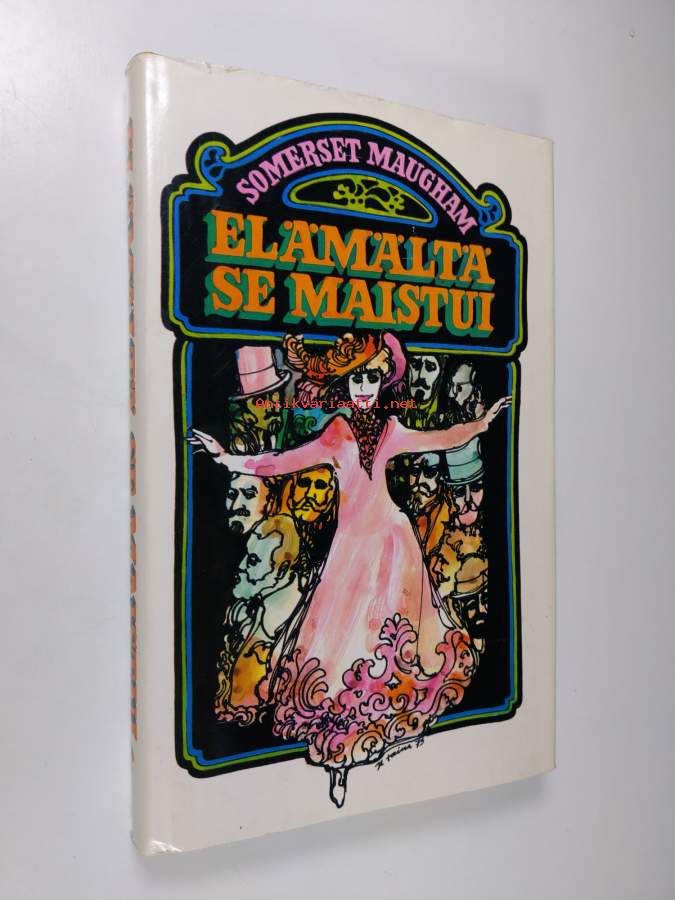 SOMERSET MAUGHAM
ELÄMÄLTÄ
SE MAISTUI
Antikvariaatti.net